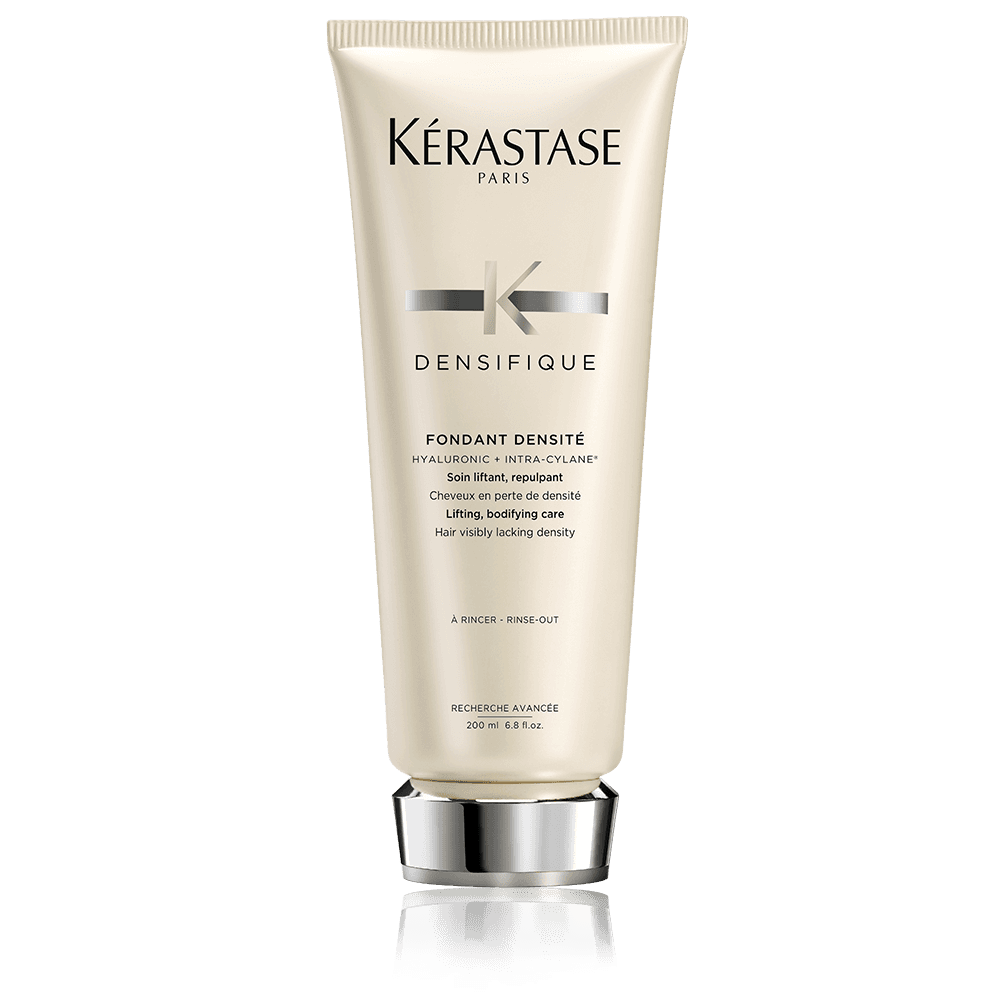 KÉRASTASE
PARIS
K
DENSIFIQUE
FONDANT DENSITÉ
HYALURONIC + INTRA-CYLANE®
Soin liftant, repulpant
Cheveux en perte de densité
Lifting, bodifying care
Hair visibly lacking density
À RINCER - RINSE-OUT
RECHERCHE AVANCÉE
200 ml 6.8 fl.oz.